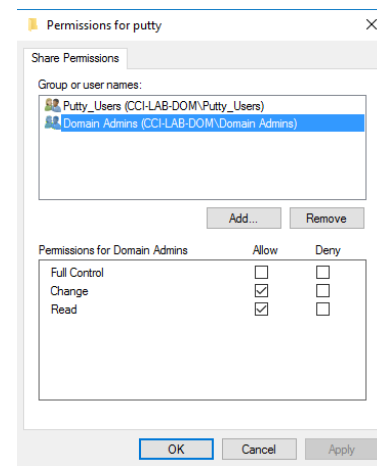 Permissions for putty
Share Permissions
Group or user names:
Putty_Users (CCI-LAB-DOM\Putty_Users)
Domain Admins (CCI-LAB-DOM\Domain Admins)
Add... Remove
Permissions for Domain Admins Allow Deny
Full Control
Change
Read
OK Cancel Apply